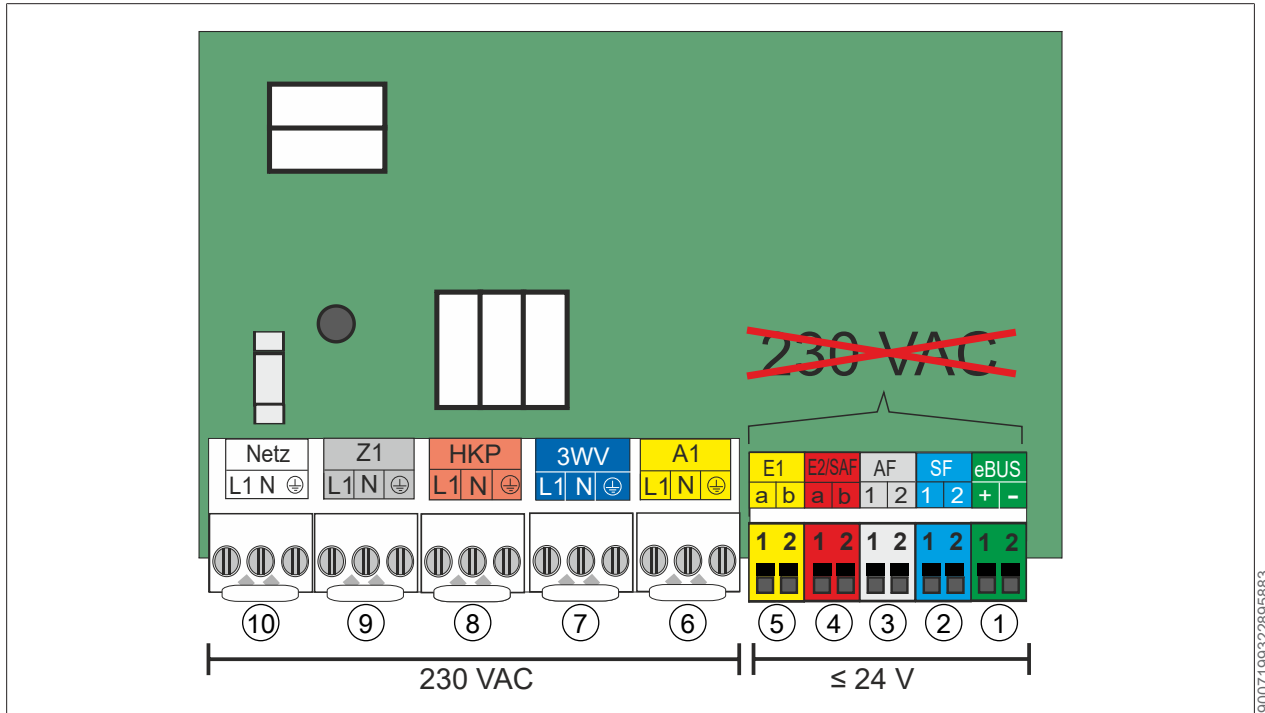 230 VAC
Netz Z1 HKP 3WV A1
L1 N ⏚ L1 N ⏚ L1 N ⏚ L1 N ⏚ L1 N ⏚
E1 E2/SAF AF SF eBUS
a b a b 1 2 1 2 + -
1 2 1 2 1 2 1 2 1 2
10 9 8 7 6 5 4 3 2 1
230 VAC ≤ 24 V
9007199322895883